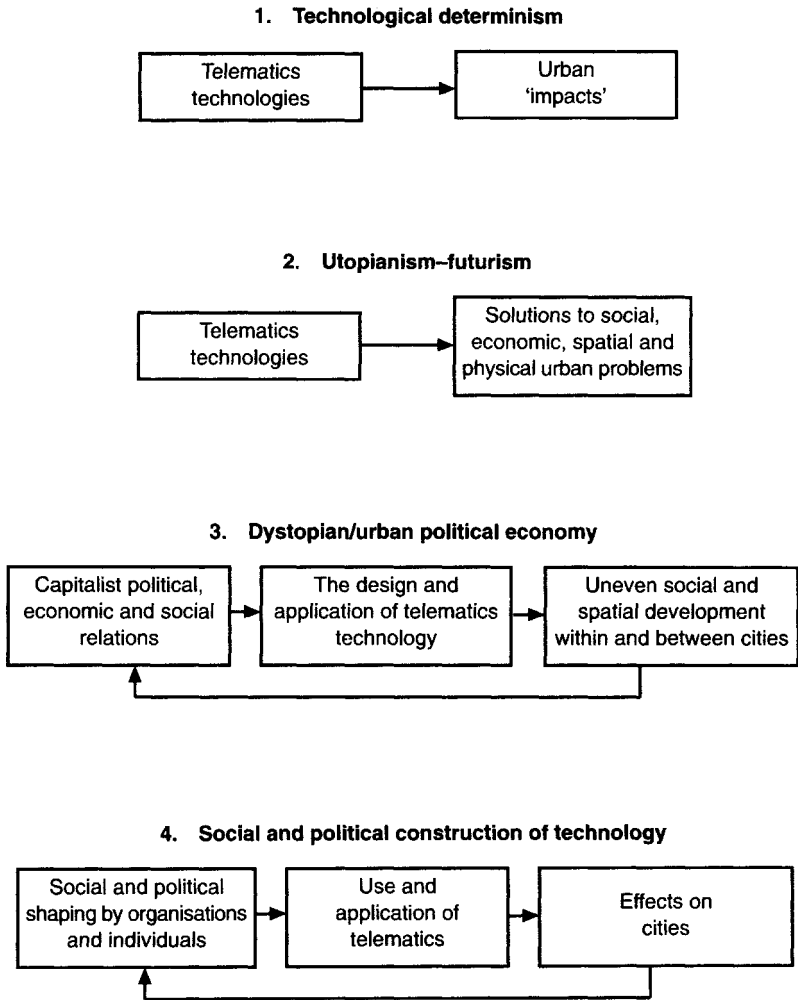 1. Technological determinism
Telematics
technologies
Urban
‘impacts’
2. Utopianism–futurism
Telematics
technologies
Solutions to social,
economic, spatial and
physical urban problems
3. Dystopian/urban political economy
Capitalist political,
economic and social
relations
The design and
application of telematics
technology
Uneven social and
spatial development
within and between cities
4. Social and political construction of technology
Social and political
shaping by organisations
and individuals
Use and
application of
telematics
Effects on
cities